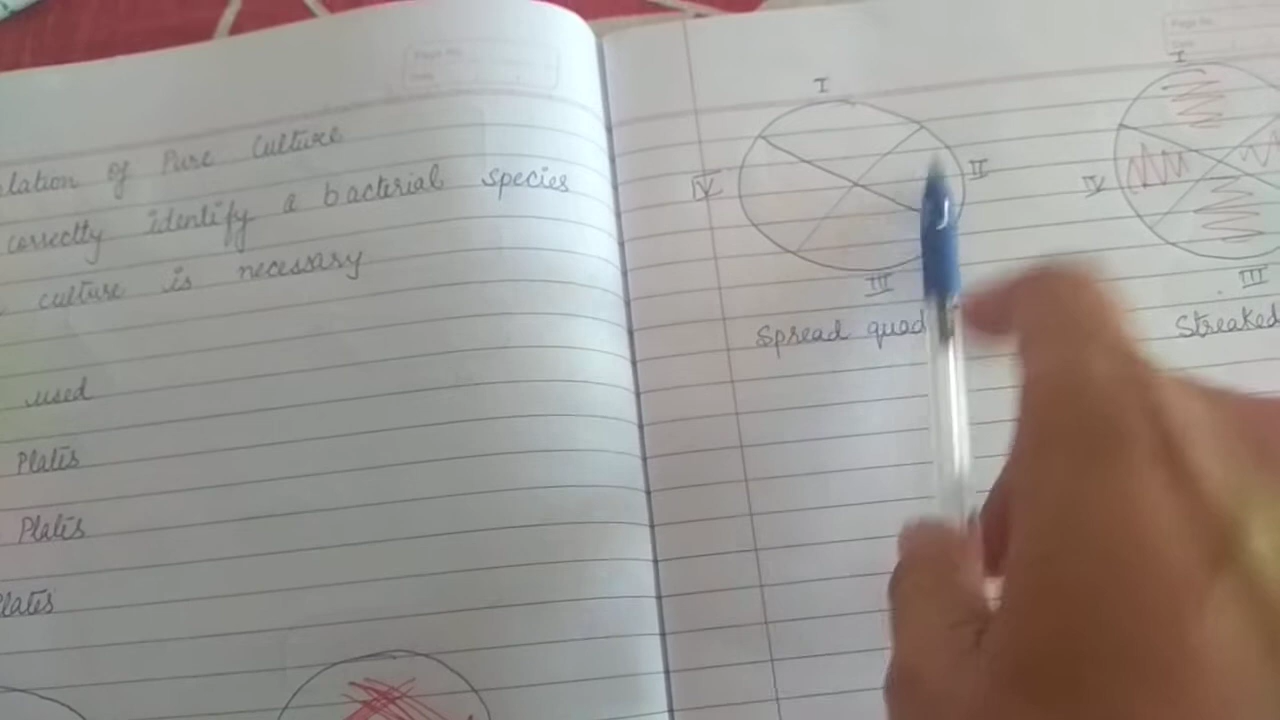 of Pure Culture
correctly identify a bacterial species
culture is necessary
used
Plates
Plates
Plates
I
II
III
IV
Spread quad
I
IV
III
Streaked